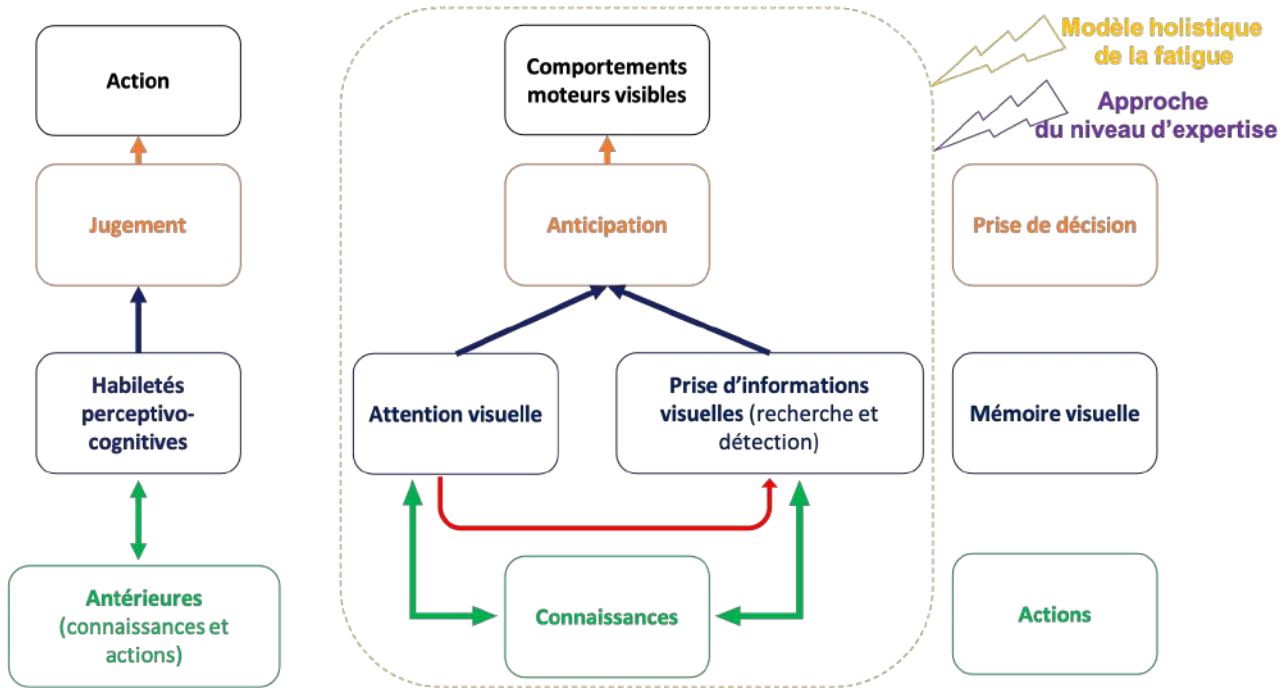 Action
Comportements
moteurs visibles
Modèle holistique
de la fatigue
Approche
du niveau d'expertise
Jugement
Anticipation
Prise de décision
Habiletés
perceptivo-
cognitives
Attention visuelle
Prise d'informations
visuelles (recherche et
détection)
Mémoire visuelle
Antérieures
(connaissances et
actions)
Connaissances
Actions